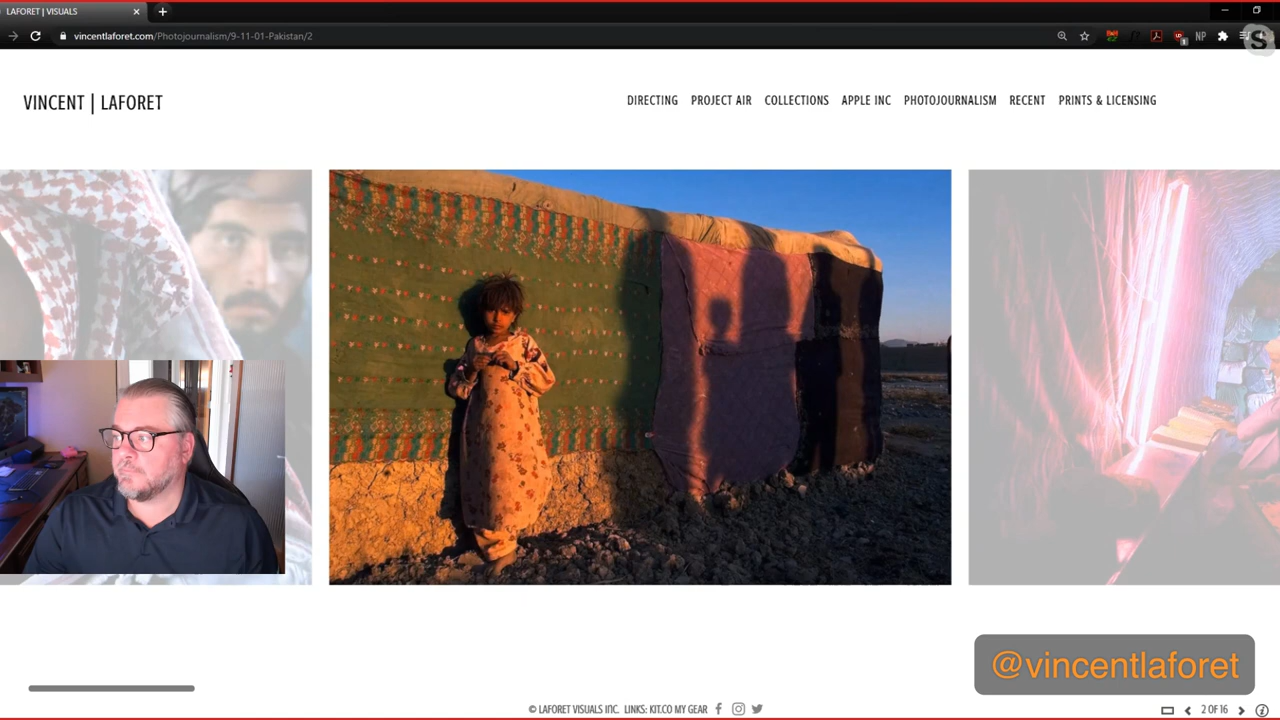 LAFORET | VISUALS
vincentlaforet.com/Photojournalism/9-11-01-Pakistan/2
NP
VINCENT | LAFORET
DIRECTING PROJECT AIR COLLECTIONS APPLE INC PHOTOJOURNALISM RECENT PRINTS & LICENSING
@vincentlaforet
© LAFORET VISUALS INC. LINKS: KIT.CO MY GEAR
2 OF 16